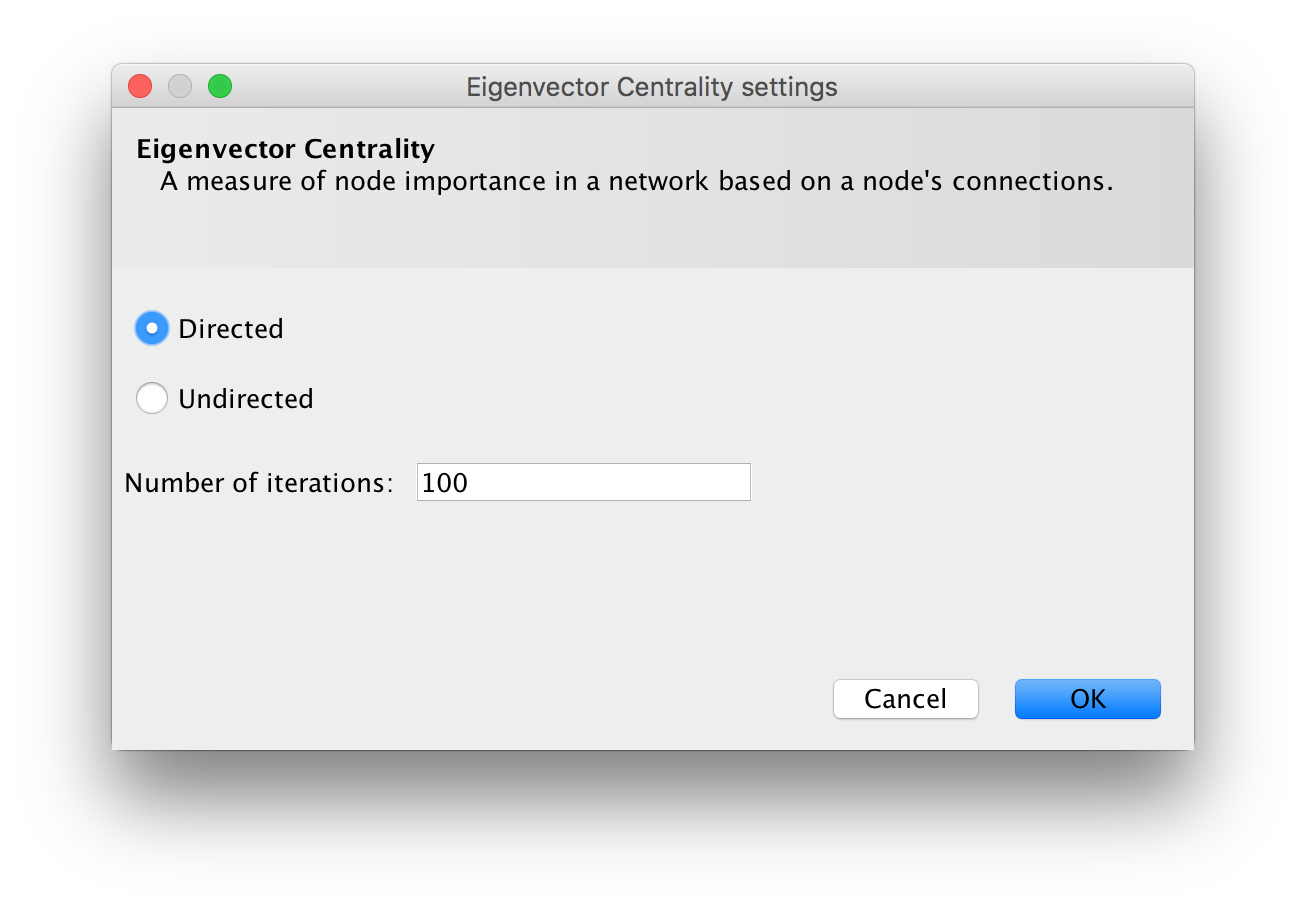 Eigenvector Centrality settings
Eigenvector Centrality
A measure of node importance in a network based on a node's connections.
Directed
Undirected
Number of iterations: 100
Cancel OK